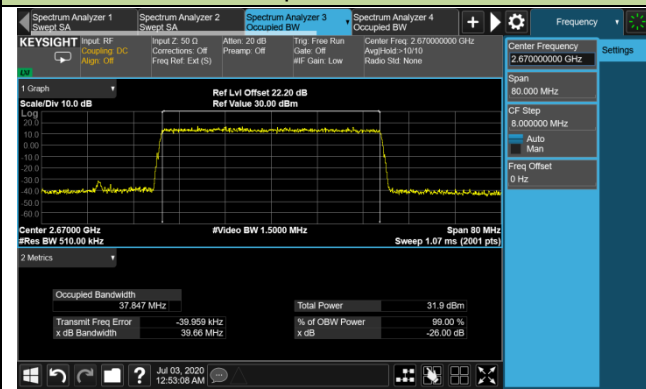 Spectrum Analyzer 1
Swept SA
Spectrum Analyzer 2
Swept SA
Spectrum Analyzer 3
Occupied BW
Spectrum Analyzer 4
Occupied BW
Frequency
KEYSIGHT
Input: RF
Coupling: DC
Align: Off
Input Z: 50 Ω
Corrections: Off
Freq Ref: Ext (S)
Atten: 20 dB
Preamp: Off
Trig: Free Run
Gate: Off
#IF Gain: Low
Center Freq: 2.670000000 GHz
Avg|Hold:>10/10
Radio Std: None
LM
Center Frequency
2.670000000 GHz
Settings
Span
80.000 MHz
CF Step
8.000000 MHz
Auto
Man
Freq Offset
0 Hz
1 Graph
Scale/Div 10.0 dB
Ref Lvl Offset 22.20 dB
Ref Value 30.00 dBm
Log
20.0
10.0
0.00
-10.0
-20.0
-30.0
-40.0
-50.0
-60.0
Center 2.67000 GHz
#Res BW 510.00 kHz
#Video BW 1.5000 MHz
Span 80 MHz
Sweep 1.07 ms (2001 pts)
2 Metrics
Occupied Bandwidth
37.847 MHz
Total Power 31.9 dBm
Transmit Freq Error -39.959 kHz
% of OBW Power 99.00 %
x dB Bandwidth 39.66 MHz
x dB -26.00 dB
Jul 03, 2020
12:53:08 AM